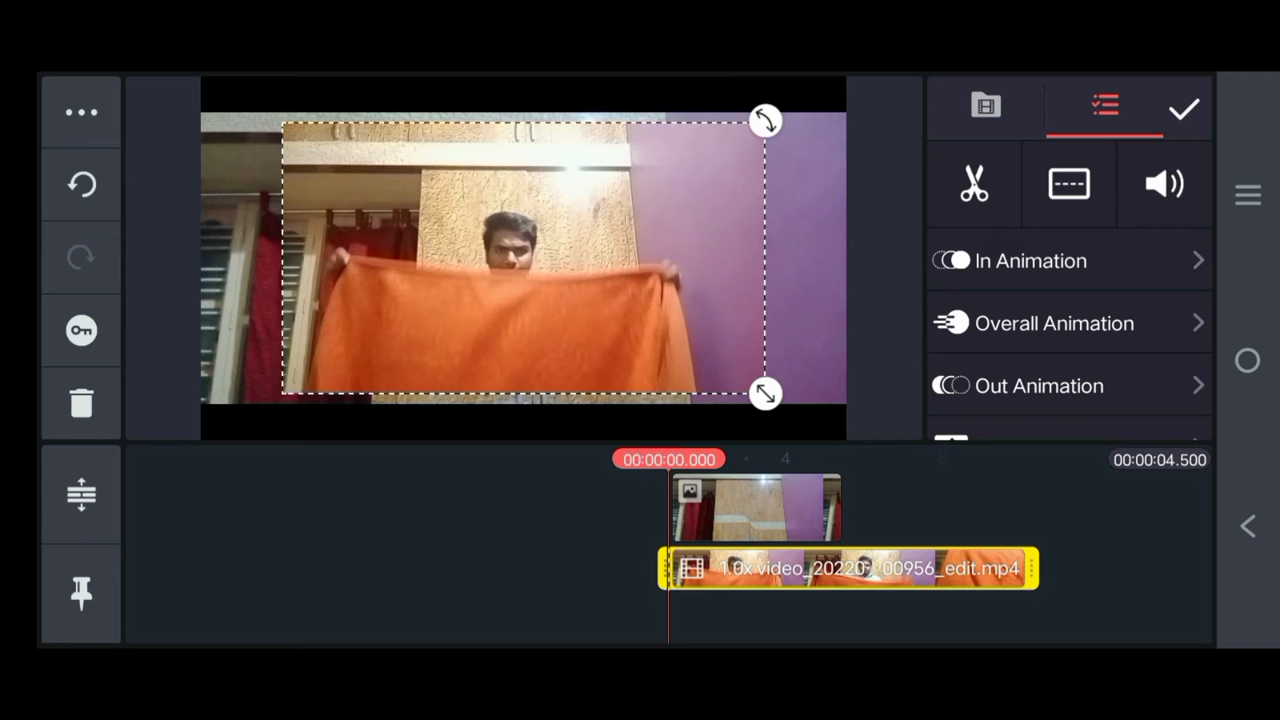 In Animation
Overall Animation
Out Animation
00:00:00.000
4
00:00:04.500
1.0x video_20220
00956_edit.mp4